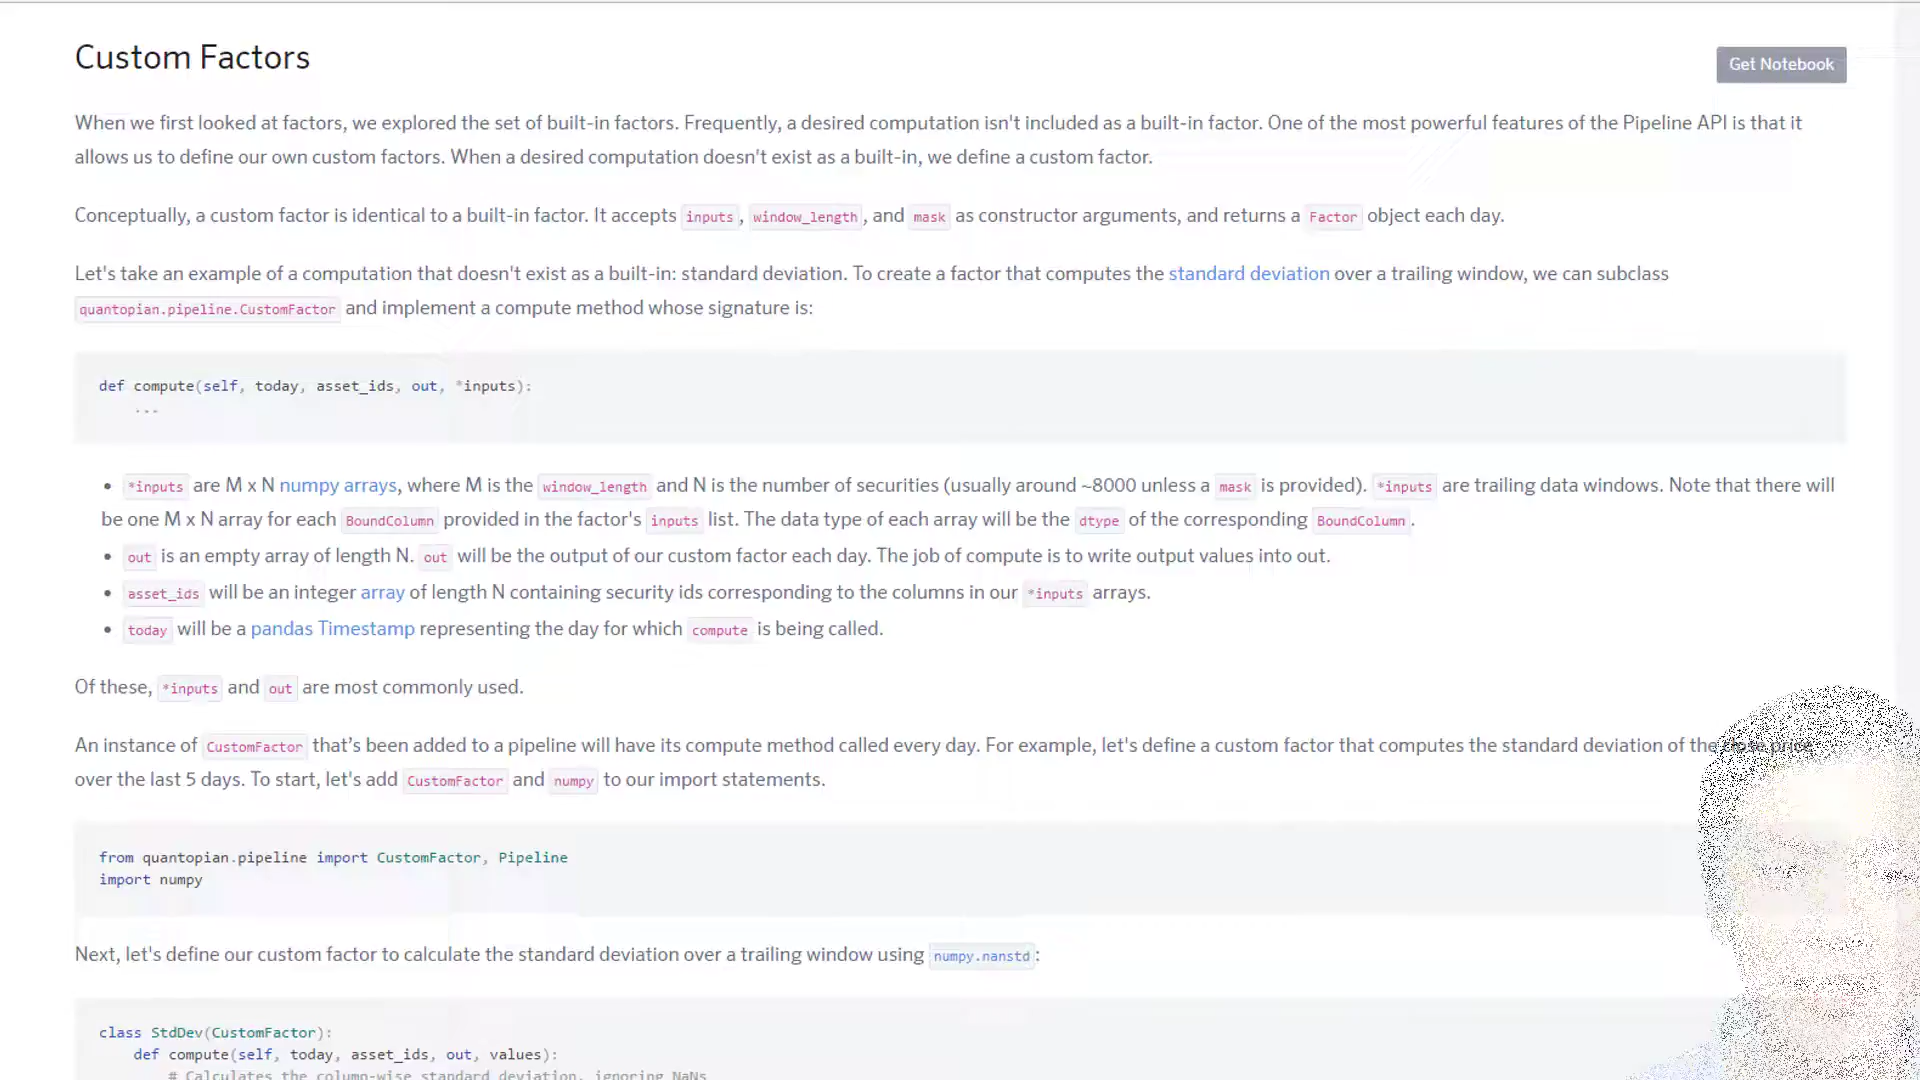 Custom Factors
Get Notebook
When we first looked at factors, we explored the set of built-in factors. Frequently, a desired computation isn't included as a built-in factor. One of the most powerful features of the Pipeline API is that it
allows us to define our own custom factors. When a desired computation doesn't exist as a built-in, we define a custom factor.
Conceptually, a custom factor is identical to a built-in factor. It accepts inputs, window_length, and mask as constructor arguments, and returns a Factor object each day.
Let's take an example of a computation that doesn't exist as a built-in: standard deviation. To create a factor that computes the standard deviation over a trailing window, we can subclass
quantopian.pipeline.CustomFactor and implement a compute method whose signature is:
def compute(self, today, asset_ids, out, *inputs):
...
• *inputs are M x N numpy arrays, where M is the window_length and N is the number of securities (usually around ~8000 unless a mask is provided). *inputs are trailing data windows. Note that there will
be one M x N array for each BoundColumn provided in the factor's inputs list. The data type of each array will be the dtype of the corresponding BoundColumn.
• out is an empty array of length N. out will be the output of our custom factor each day. The job of compute is to write output values into out.
• asset_ids will be an integer array of length N containing security ids corresponding to the columns in our *inputs arrays.
• today will be a pandas Timestamp representing the day for which compute is being called.
Of these, *inputs and out are most commonly used.
An instance of CustomFactor that's been added to a pipeline will have its compute method called every day. For example, let's define a custom factor that computes the standard deviation of the close price
over the last 5 days. To start, let's add CustomFactor and numpy to our import statements.
from quantopian.pipeline import CustomFactor, Pipeline
import numpy
Next, let's define our custom factor to calculate the standard deviation over a trailing window using numpy.nanstd:
class StdDev(CustomFactor):
def compute(self, today, asset_ids, out, values):
# Calculates the column-wise standard deviation, ignoring NaNs